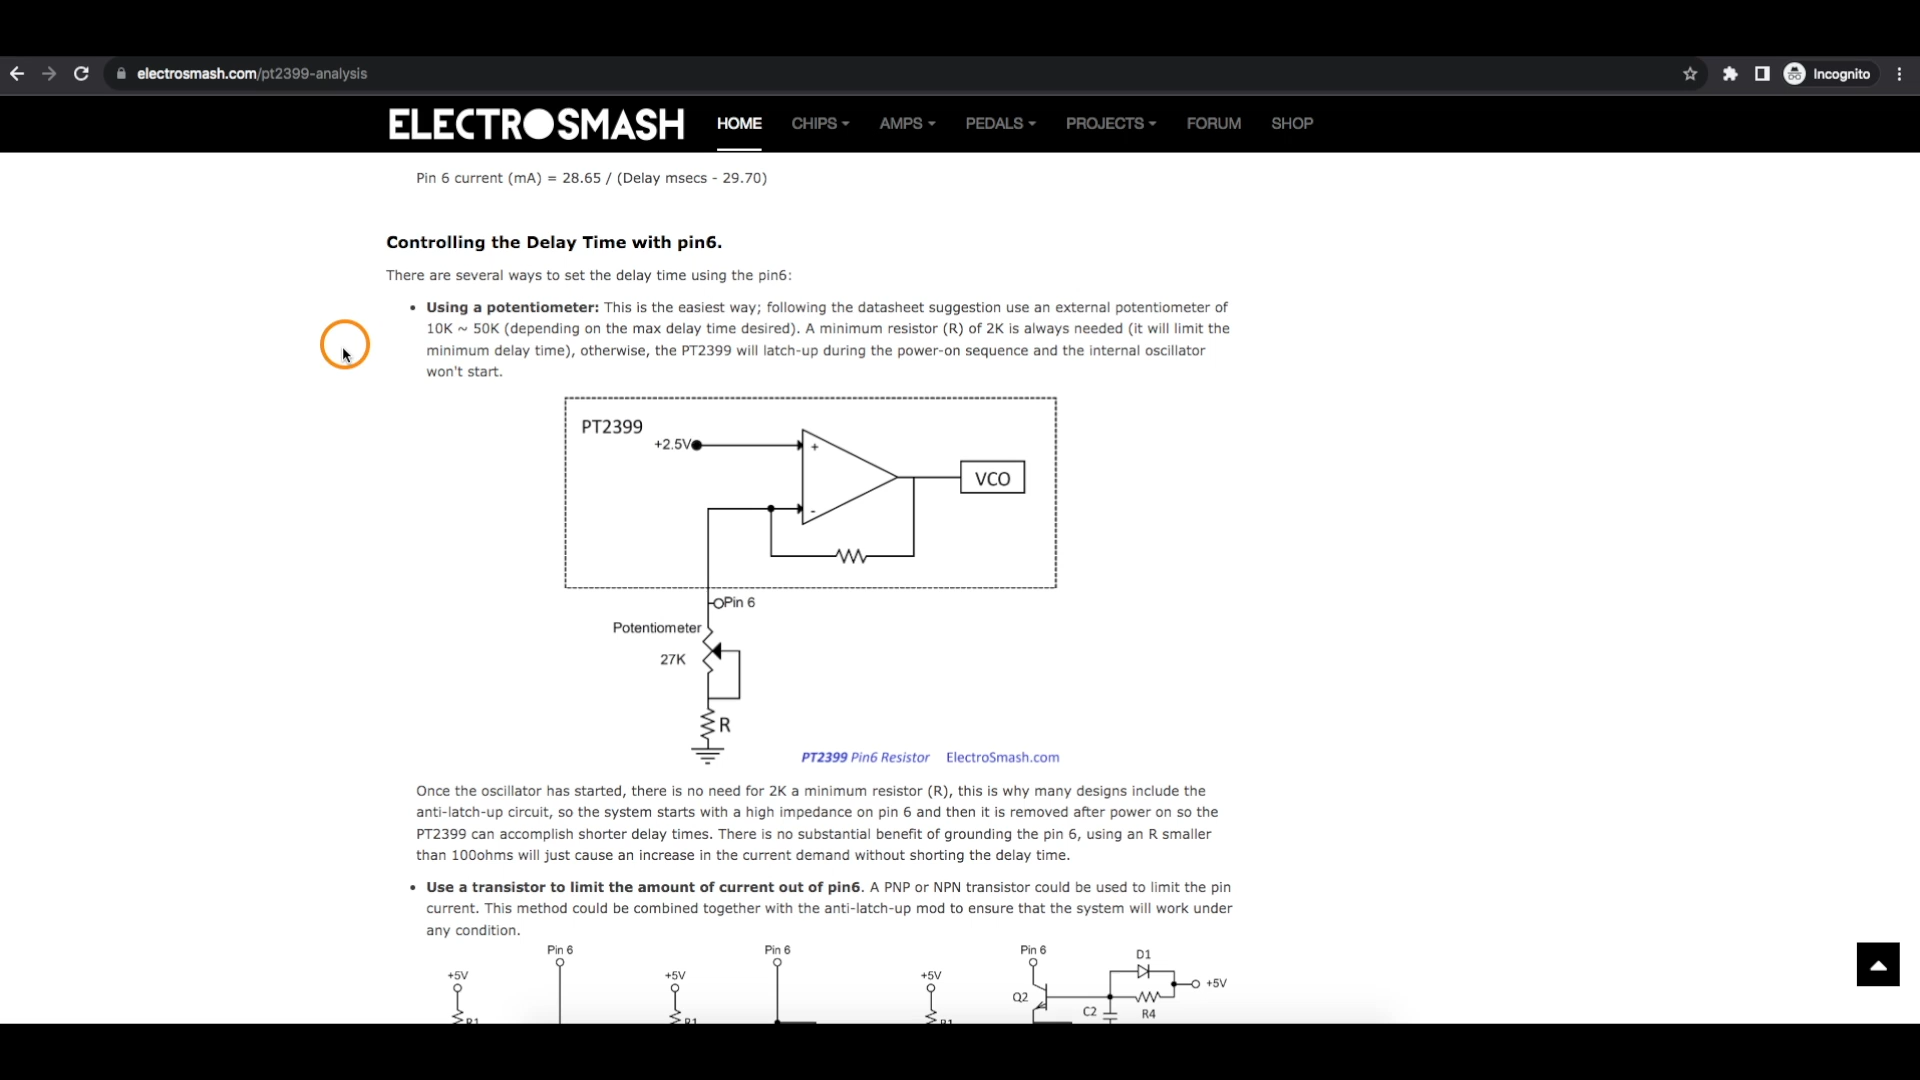 electrosmash.com/pt2399-analysis
Incognito
ELECTROSMASH HOME CHIPS AMPS PEDALS PROJECTS FORUM SHOP
Pin 6 current (mA) = 28.65 / (Delay msecs - 29.70)
Controlling the Delay Time with pin6.
There are several ways to set the delay time using the pin6:
• Using a potentiometer: This is the easiest way; following the datasheet suggestion use an external potentiometer of
10K ~ 50K (depending on the max delay time desired). A minimum resistor (R) of 2K is always needed (it will limit the
minimum delay time), otherwise, the PT2399 will latch-up during the power-on sequence and the internal oscillator
won't start.
PT2399
+2.5V
+
VCO
-
Pin 6
Potentiometer
27K
R
PT2399 Pin6 Resistor ElectroSmash.com
Once the oscillator has started, there is no need for 2K a minimum resistor (R), this is why many designs include the
anti-latch-up circuit, so the system starts with a high impedance on pin 6 and then it is removed after power on so the
PT2399 can accomplish shorter delay times. There is no substantial benefit of grounding the pin 6, using an R smaller
than 100ohms will just cause an increase in the current demand without shorting the delay time.
• Use a transistor to limit the amount of current out of pin6. A PNP or NPN transistor could be used to limit the pin
current. This method could be combined together with the anti-latch-up mod to ensure that the system will work under
any condition.
Pin 6 Pin 6 Pin 6 D1
+5V +5V +5V +5V
Q2 C2 R4
R1 R1 R1